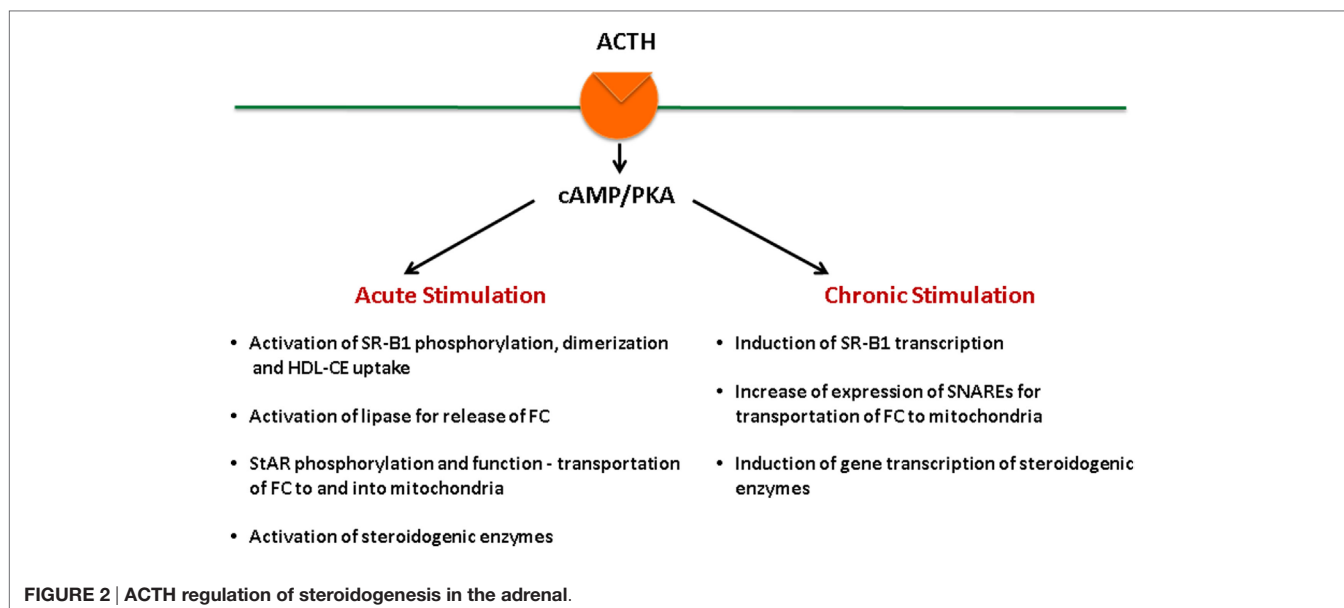 ACTH
cAMP/PKA
Acute Stimulation
• Activation of SR-B1 phosphorylation, dimerization
and HDL-CE uptake
• Activation of lipase for release of FC
• StAR phosphorylation and function - transportation
of FC to and into mitochondria
• Activation of steroidogenic enzymes
Chronic Stimulation
• Induction of SR-B1 transcription
• Increase of expression of SNAREs for
transportation of FC to mitochondria
• Induction of gene transcription of steroidogenic
enzymes
FIGURE 2 | ACTH regulation of steroidogenesis in the adrenal.